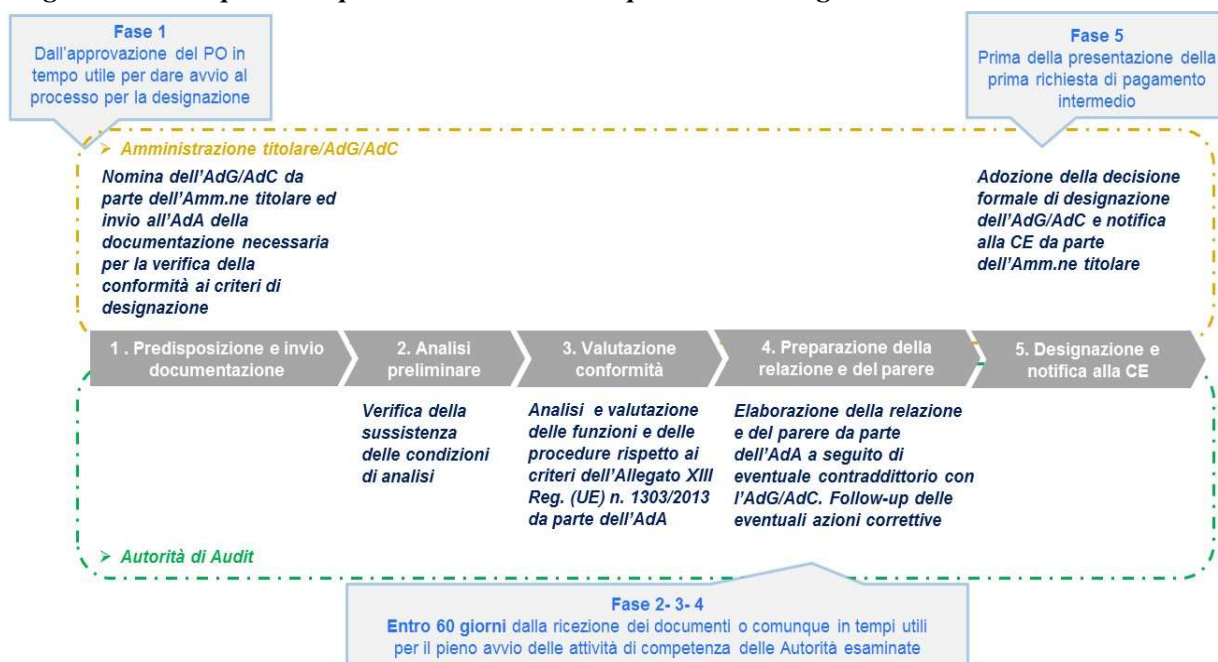 Fase 1
Dall'approvazione del PO in
tempo utile per dare avvio al
processo per la designazione
Fase 5
Prima della presentazione della
prima richiesta di pagamento
intermedio
➢ Amministrazione titolare/AdG/AdC
Nomina dell'AdG/AdC da
parte dell'Amm.ne titolare ed
invio all'AdA della
documentazione necessaria
per la verifica della
conformità ai criteri di
designazione
Adozione della decisione
formale di designazione
dell'AdG/AdC e notifica
alla CE da parte
dell'Amm.ne titolare
1 . Predisposizione e invio
documentazione
2. Analisi
preliminare
3. Valutazione
conformità
4. Preparazione della
relazione e del parere
5. Designazione e
notifica alla CE
Verifica della
sussistenza
delle condizioni
di analisi
Analisi e valutazione
delle funzioni e delle
procedure rispetto ai
criteri dell'Allegato XIII
Reg. (UE) n. 1303/2013
da parte dell'AdA
Elaborazione della relazione
e del parere da parte
dell'AdA a seguito di
eventuale contraddittorio con
l'AdG/AdC. Follow-up delle
eventuali azioni correttive
➢ Autorità di Audit
Fase 2- 3- 4
Entro 60 giorni dalla ricezione dei documenti o comunque in tempi utili
per il pieno avvio delle attività di competenza delle Autorità esaminate